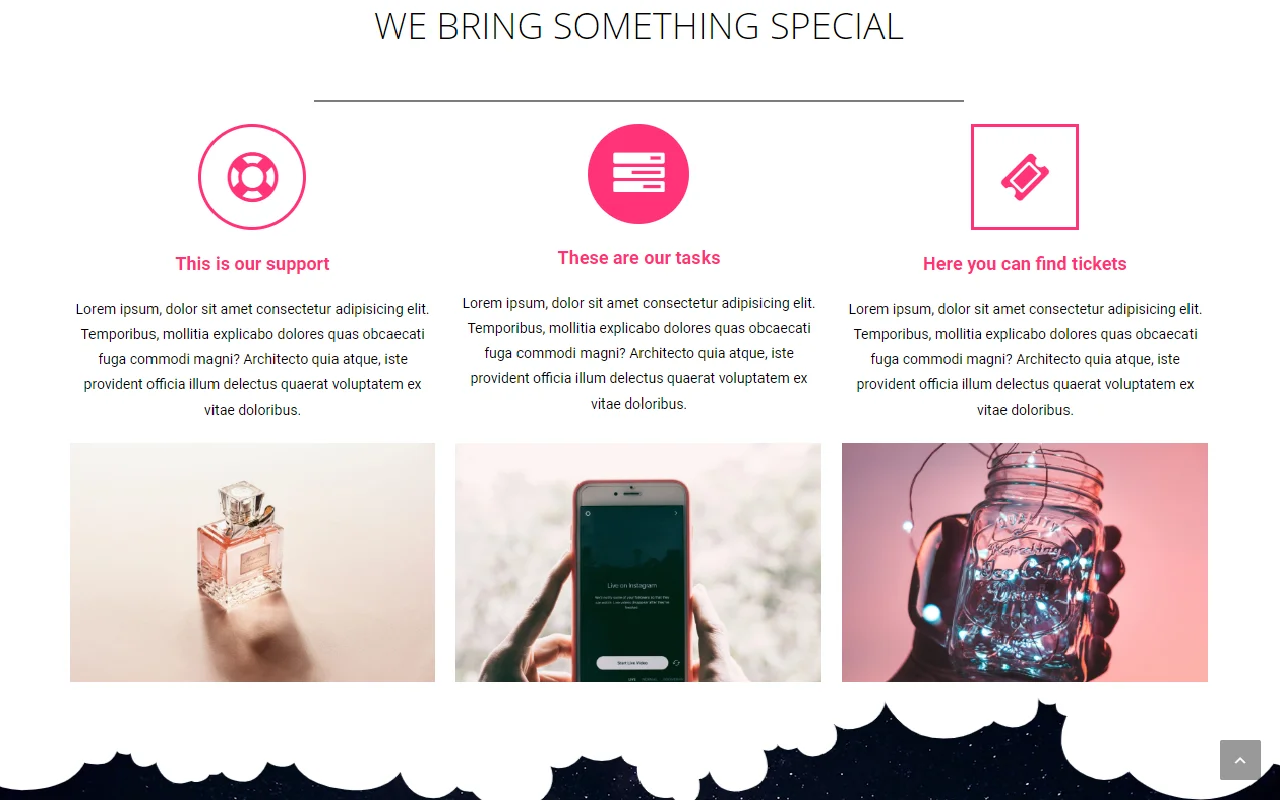 WE BRING SOMETHING SPECIAL
This is our support
Lorem ipsum, dolor sit amet consectetur adipisicing elit.
Temporibus, mollitia explicabo dolores quas obcaecati
fuga commodi magni? Architecto quia atque, iste
provident officia illum delectus quaerat voluptatem ex
vitae doloribus.
These are our tasks
Lorem ipsum, dolor sit amet consectetur adipisicing elit.
Temporibus, mollitia explicabo dolores quas obcaecati
fuga commodi magni? Architecto quia atque, iste
provident officia illum delectus quaerat voluptatem ex
vitae doloribus.
Here you can find tickets
Lorem ipsum, dolor sit amet consectetur adipisicing elit.
Temporibus, mollitia explicabo dolores quas obcaecati
fuga commodi magni? Architecto quia atque, iste
provident officia illum delectus quaerat voluptatem ex
vitae doloribus.
Live on Instagram
Start Live Video
LIVE
QUALITY